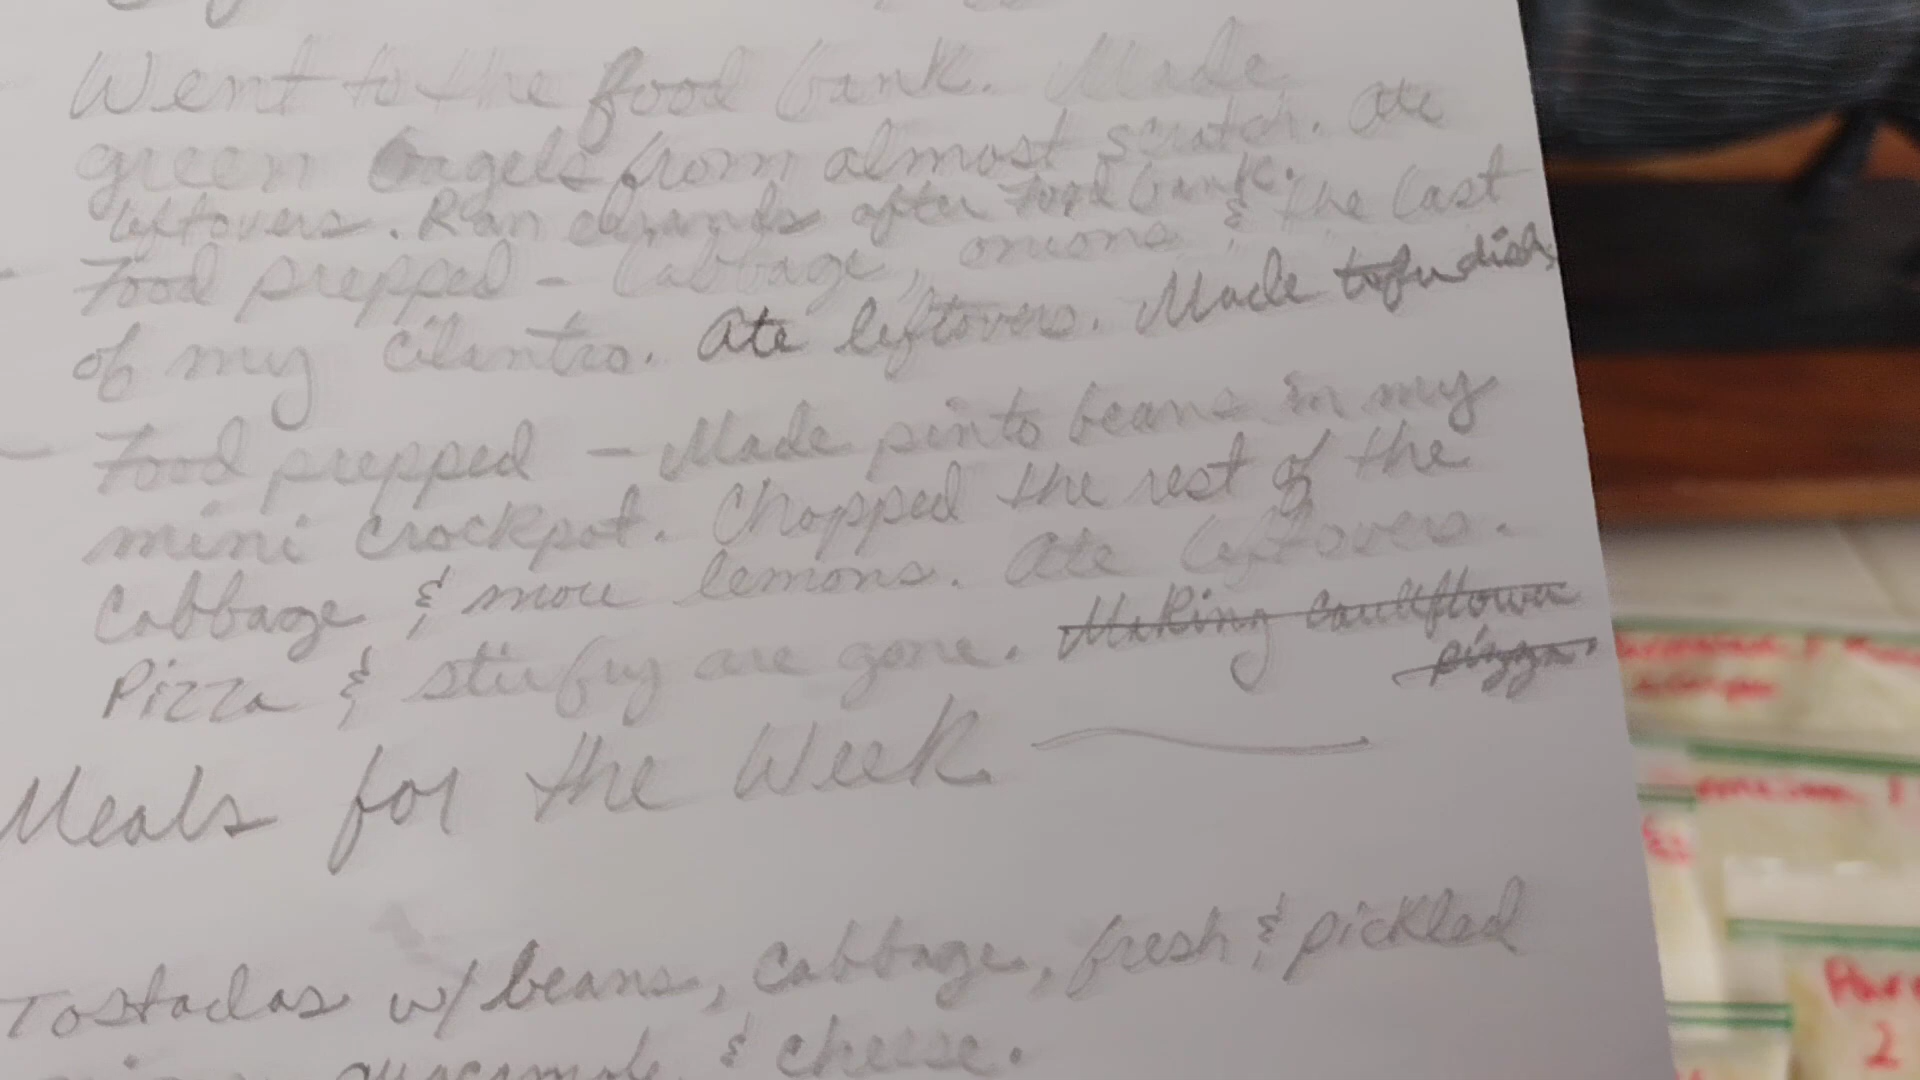 Went to the food bank. Made
green bagels from almost scratch. Ate
leftovers. Ran errands after food bank.
- Food prepped - Cabbage, onions & the last
of my cilantro. Ate leftovers. Made tofu dish.
- Food prepped - Made pinto beans in my
mini crockpot. Chopped the rest of the
Cabbage & more lemons. Ate leftovers.
Pizza & stirfry are gone. Making Cauliflower
pizza.
Meals for the Week
Tostadas w/ beans, Cabbage, fresh & pickled
guacamole & cheese.
2